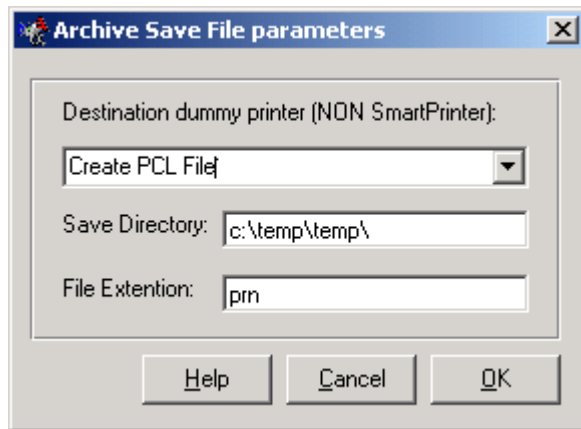 Archive Save File parameters
Destination dummy printer (NON SmartPrinter):
Create PCL File
Save Directory: c:\temp\temp\
File Extention: prn
Help Cancel OK